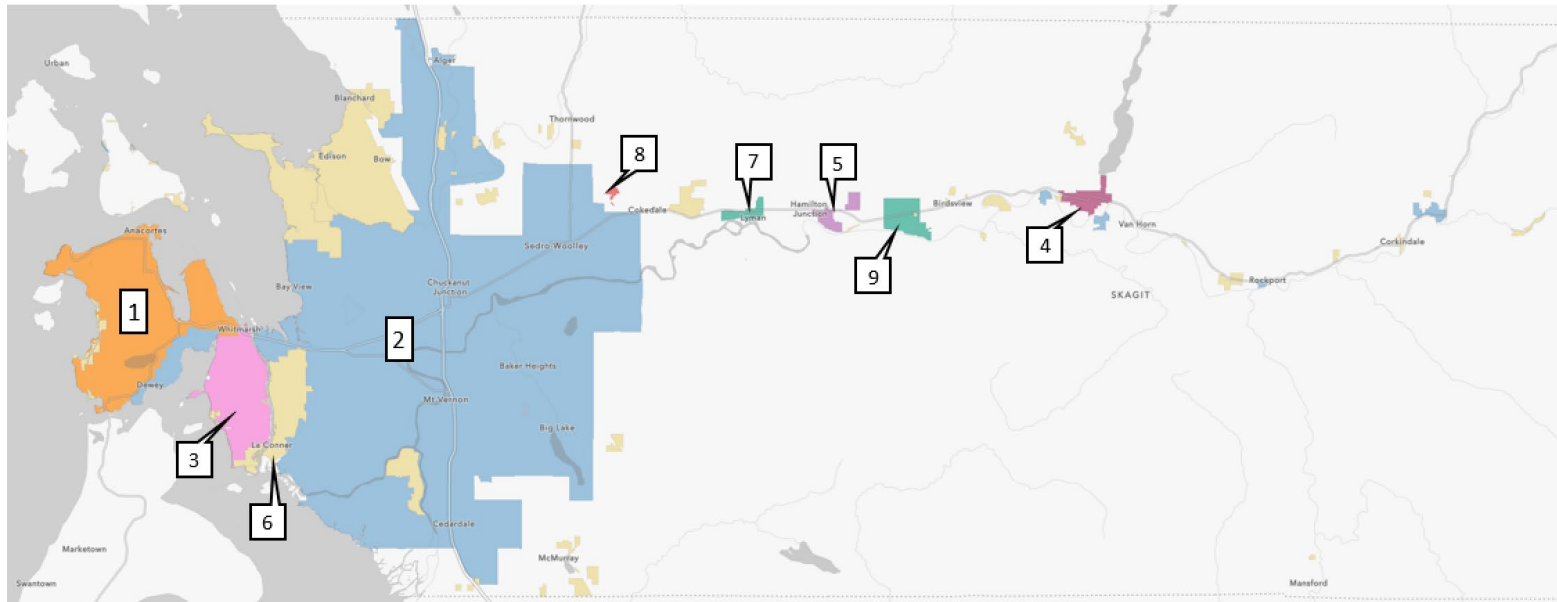 Alger
Urban
Blanchard
Thornwood
8
7
5
Edison
Bow
Cokedale
Lyman
Hamilton
Junction
Birdsview
Van Horn
4
Anacortes
Sedro-Woolley
Corkindale
9
Chuckanut
Junction
Bay View
Rockport
SKAGIT
1
Whitmarsh
2
Baker Heights
Dewey
Mt Vernon
Big Lake
La Conner
3
6
Cedardale
Marketown
McMurray
Swantown
Mansford